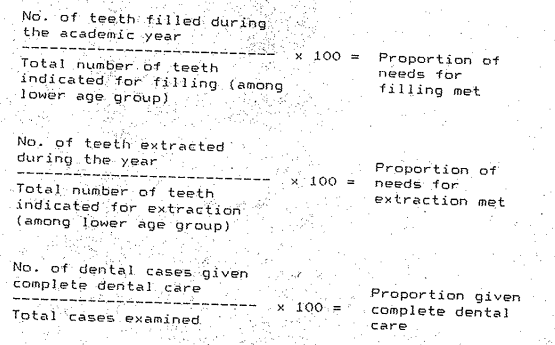 No. of teeth filled during
the academic year
------------------------------ x 100 = Proportion of
Total number of teeth needs for
indicated for filling (among filling met
lower age group)
No. of teeth extracted
during the year
------------------------------ x 100 = Proportion of
Total number of teeth needs for
indicated for extraction extraction met
(among lower age group)
No. of dental cases given
complete dental care
----------------------------- x 100 = Proportion given
Total cases examined complete dental
care